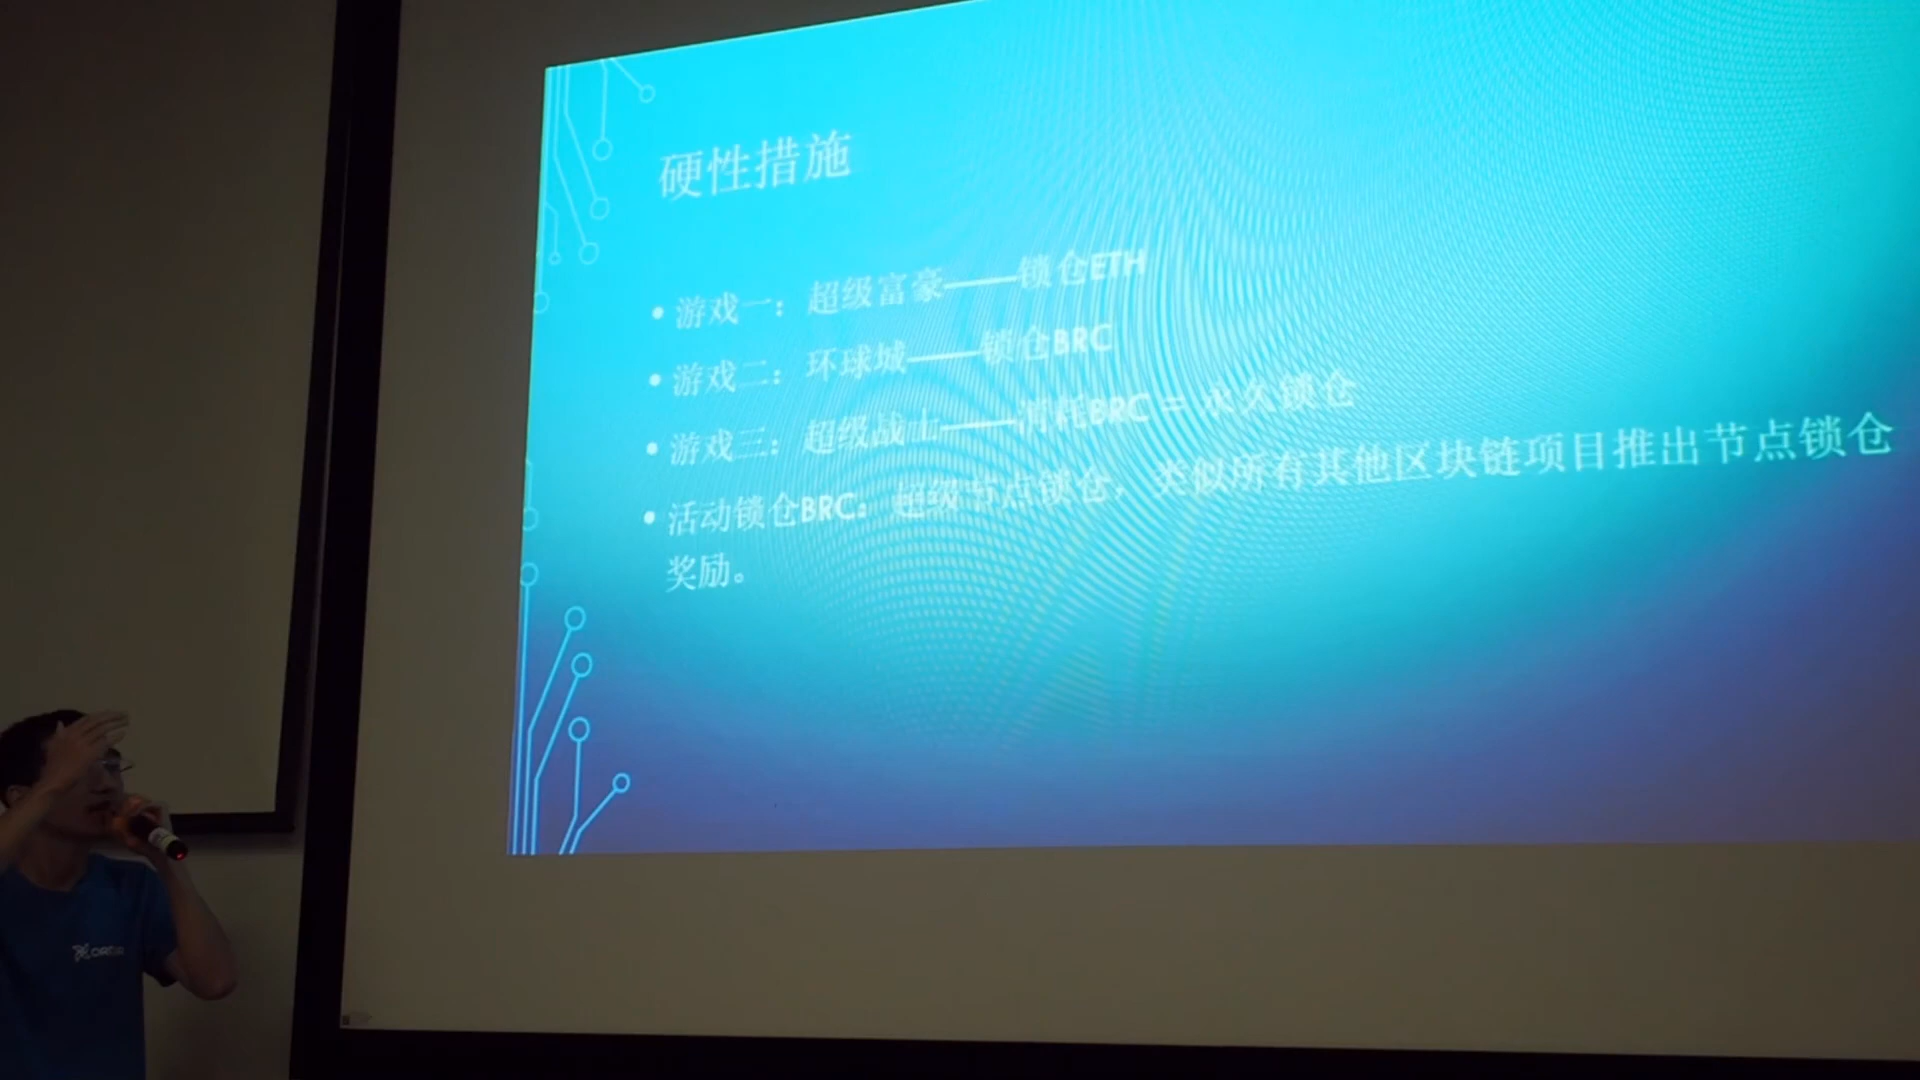 硬性措施
• 游戏一：超级富豪——锁仓ETH
• 游戏二：环球城——锁仓BRC
• 游戏三：超级战士——消耗BRC = 永久锁仓
• 活动锁仓BRC：超级节点锁仓，类似所有其他区块链项目推出节点锁仓
奖励。